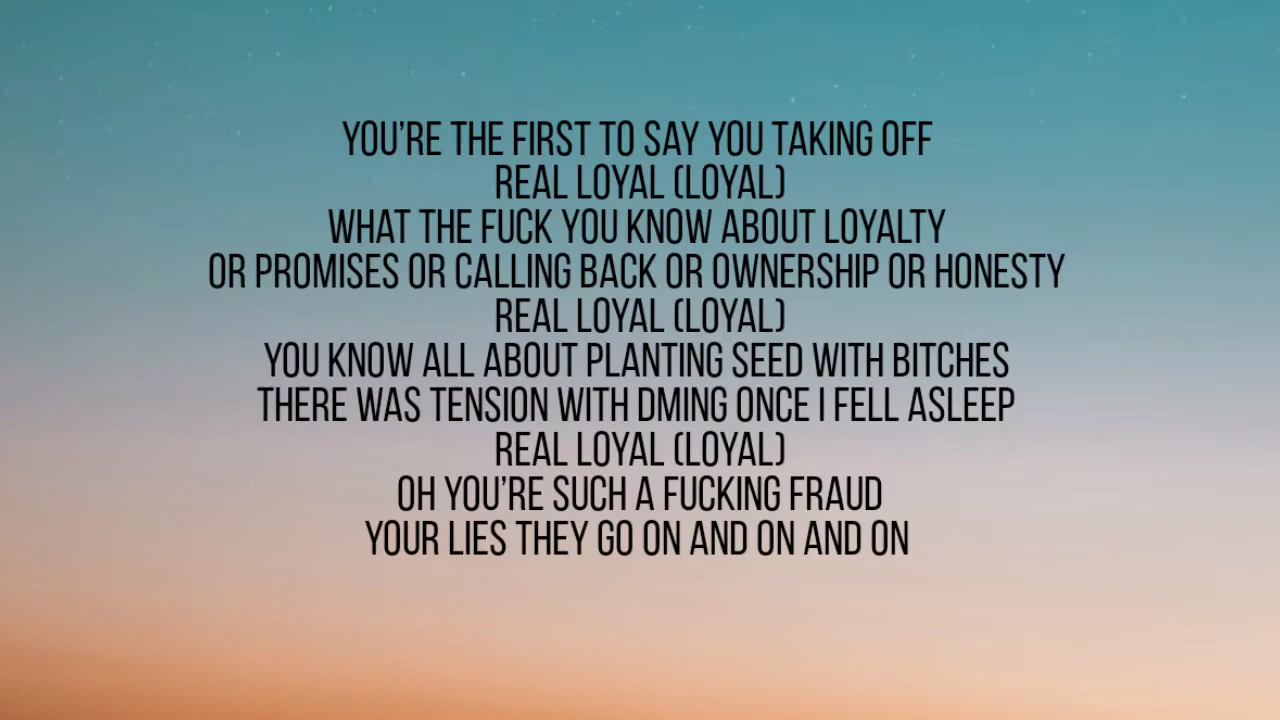 YOU'RE THE FIRST TO SAY YOU TAKING OFF
REAL LOYAL (LOYAL)
WHAT THE FUCK YOU KNOW ABOUT LOYALTY
OR PROMISES OR CALLING BACK OR OWNERSHIP OR HONESTY
REAL LOYAL (LOYAL)
YOU KNOW ALL ABOUT PLANTING SEED WITH BITCHES
THERE WAS TENSION WITH DMING ONCE I FELL ASLEEP
REAL LOYAL (LOYAL)
OH YOU'RE SUCH A FUCKING FRAUD
YOUR LIES THEY GO ON AND ON AND ON